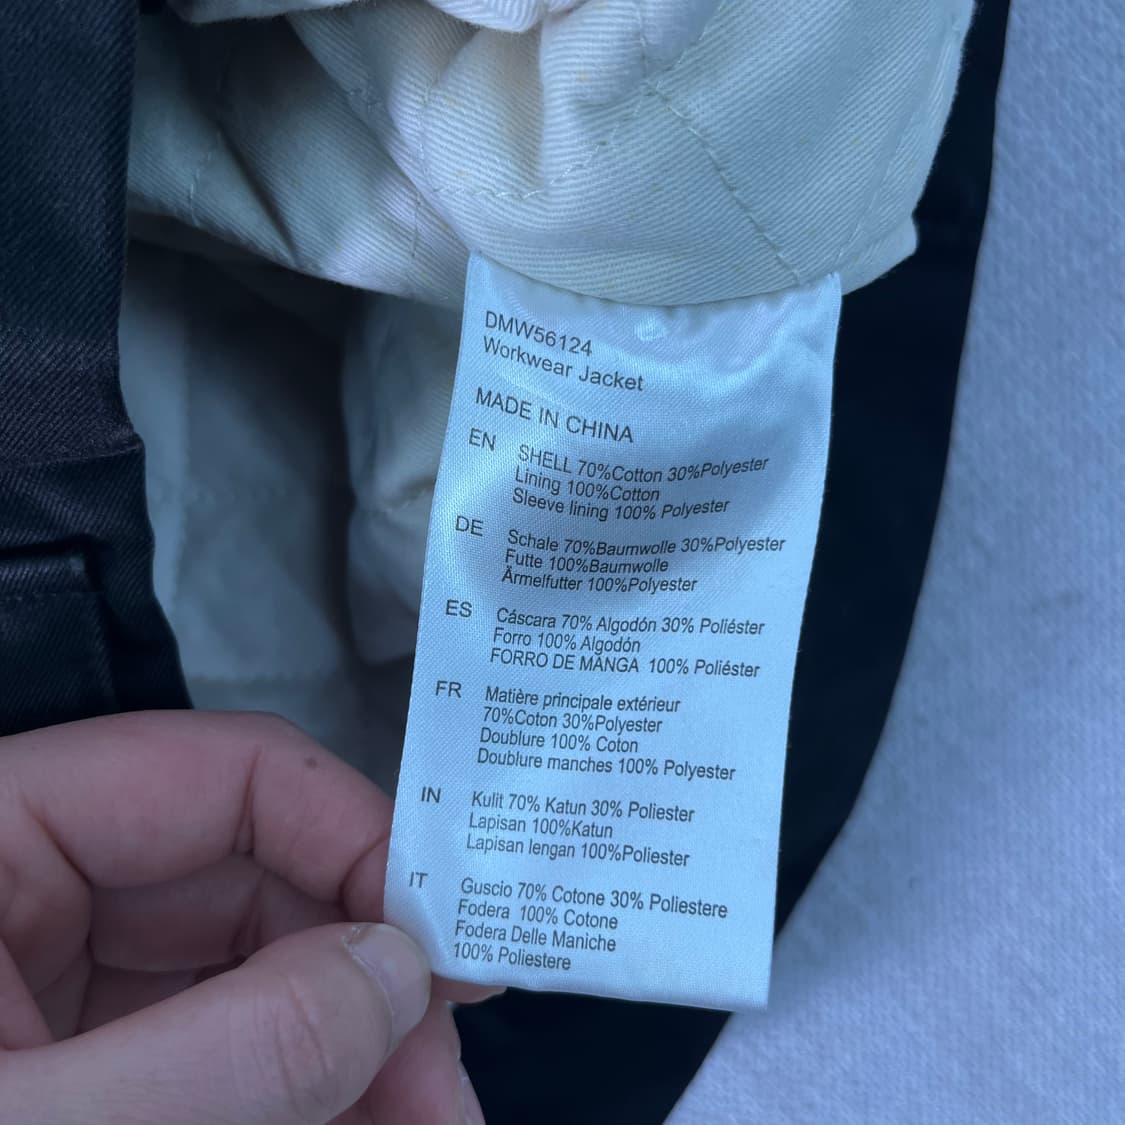 DMW56124
Workwear Jacket
MADE IN CHINA
EN SHELL 70%Cotton 30%Polyester
Lining 100%Cotton
Sleeve lining 100% Polyester
DE Schale 70%Baumwolle 30%Polyester
Futte 100%Baumwolle
Ärmelfutter 100%Polyester
ES Cáscara 70% Algodón 30% Poliéster
Forro 100% Algodón
FORRO DE MANGA 100% Poliéster
FR Matière principale extérieur
70%Coton 30%Polyester
Doublure 100% Coton
Doublure manches 100% Polyester
IN Kulit 70% Katun 30% Poliester
Lapisan 100%Katun
Lapisan lengan 100%Poliester
IT Guscio 70% Cotone 30% Poliestere
Fodera 100% Cotone
Fodera Delle Maniche
100% Poliestere